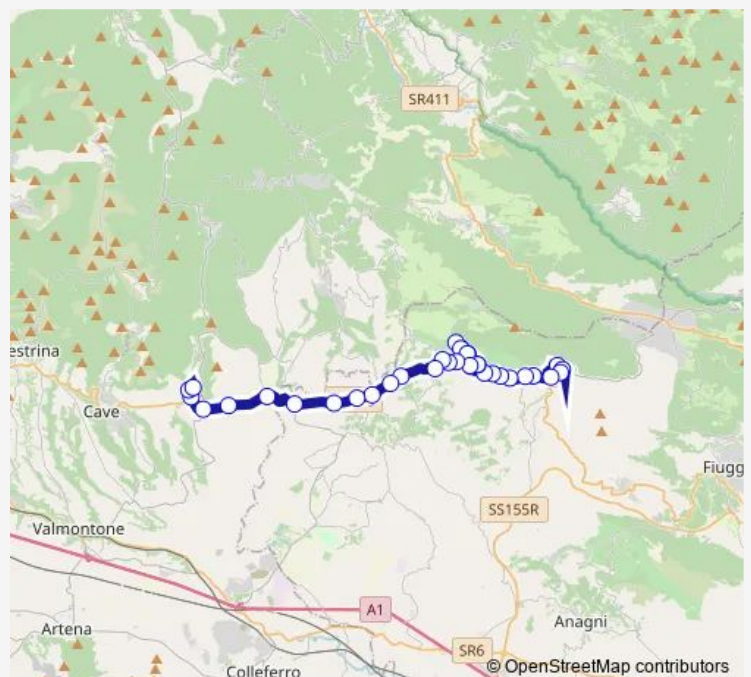 SR411
estrina
Cave
Fiugg
SS155R
Valmontone
A1
Anagni
Artena
SR6
Colleferro
© OpenStreetMap contributors